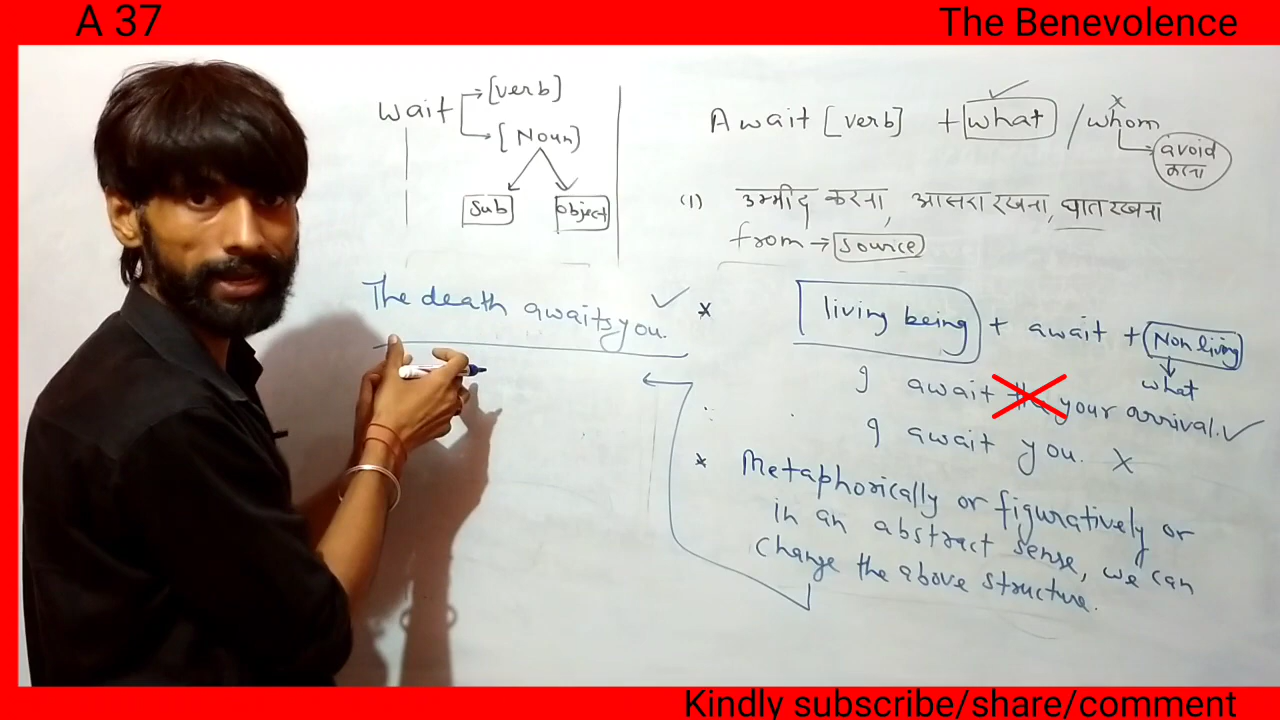 A 37
The Benevolence
wait [verb]
[Noun]
sub object
Await [verb] + what / whom
avoid
करना
(1) उम्मीद करना, आसरा रखना, घात रखना
from → source
The death awaits you. ✓
* living being + await + Non living
what
I await the your arrival. ✓
I await you. X
* Metaphorically or figuratively or
in an abstract sense, we can
change the above structure.
Kindly subscribe/share/comment